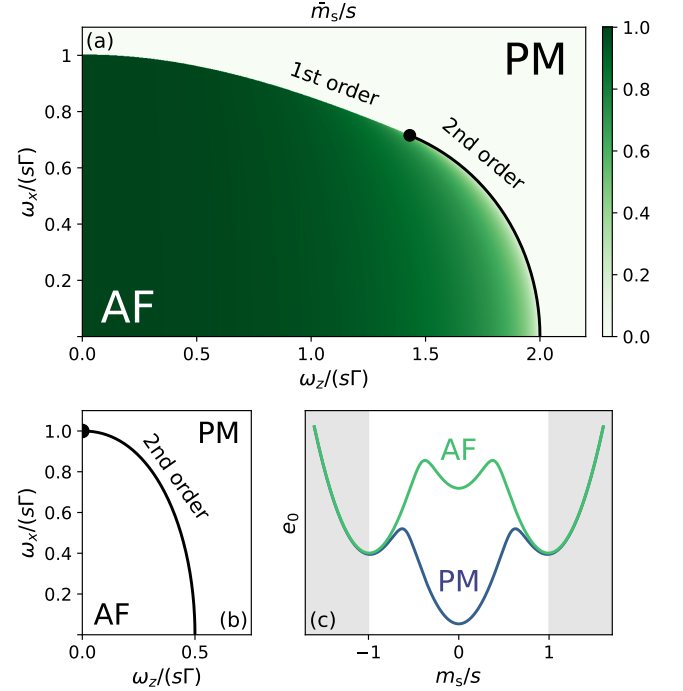 m̄ₛ/s
(a)
PM
1st order
2nd order
AF
ωₓ/(sΓ)
1
0.8
0.6
0.4
0.2
0.0
0.5
1.0
1.5
2.0
ω_z/(sΓ)
1.0
0.8
0.6
0.4
0.2
0.0
PM
2nd order
AF
(b)
ωₓ/(sΓ)
1.0
0.8
0.6
0.4
0.2
0.0
0.5
ω_z/(sΓ)
AF
PM
(c)
e₀
−1
0
1
mₛ/s